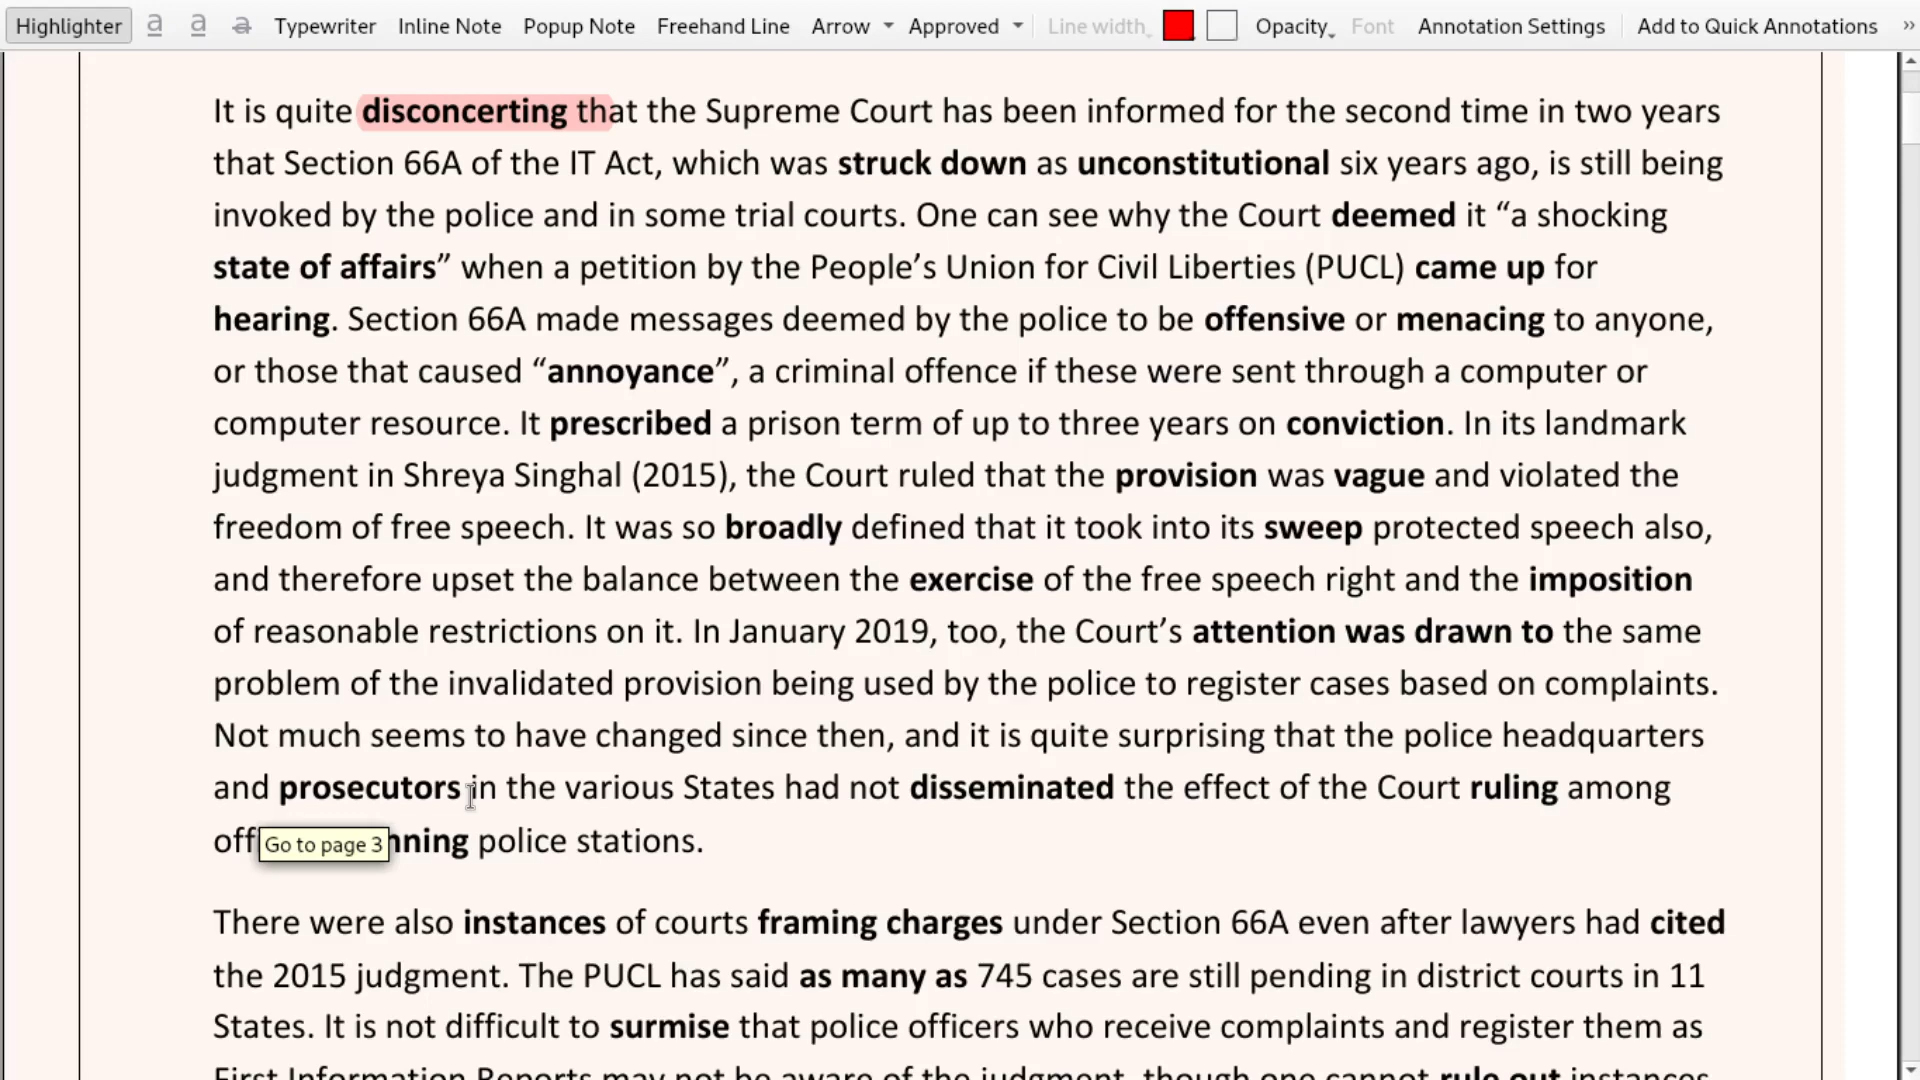 Highlighter a a a Typewriter Inline Note Popup Note Freehand Line Arrow Approved Line width Opacity Font Annotation Settings Add to Quick Annotations »
It is quite disconcerting that the Supreme Court has been informed for the second time in two years
that Section 66A of the IT Act, which was struck down as unconstitutional six years ago, is still being
invoked by the police and in some trial courts. One can see why the Court deemed it “a shocking
state of affairs” when a petition by the People’s Union for Civil Liberties (PUCL) came up for
hearing. Section 66A made messages deemed by the police to be offensive or menacing to anyone,
or those that caused “annoyance”, a criminal offence if these were sent through a computer or
computer resource. It prescribed a prison term of up to three years on conviction. In its landmark
judgment in Shreya Singhal (2015), the Court ruled that the provision was vague and violated the
freedom of free speech. It was so broadly defined that it took into its sweep protected speech also,
and therefore upset the balance between the exercise of the free speech right and the imposition
of reasonable restrictions on it. In January 2019, too, the Court’s attention was drawn to the same
problem of the invalidated provision being used by the police to register cases based on complaints.
Not much seems to have changed since then, and it is quite surprising that the police headquarters
and prosecutors in the various States had not disseminated the effect of the Court ruling among
off nning police stations.
Go to page 3
There were also instances of courts framing charges under Section 66A even after lawyers had cited
the 2015 judgment. The PUCL has said as many as 745 cases are still pending in district courts in 11
States. It is not difficult to surmise that police officers who receive complaints and register them as
First Information Reports may not be aware of the judgment, though one cannot rule out instances